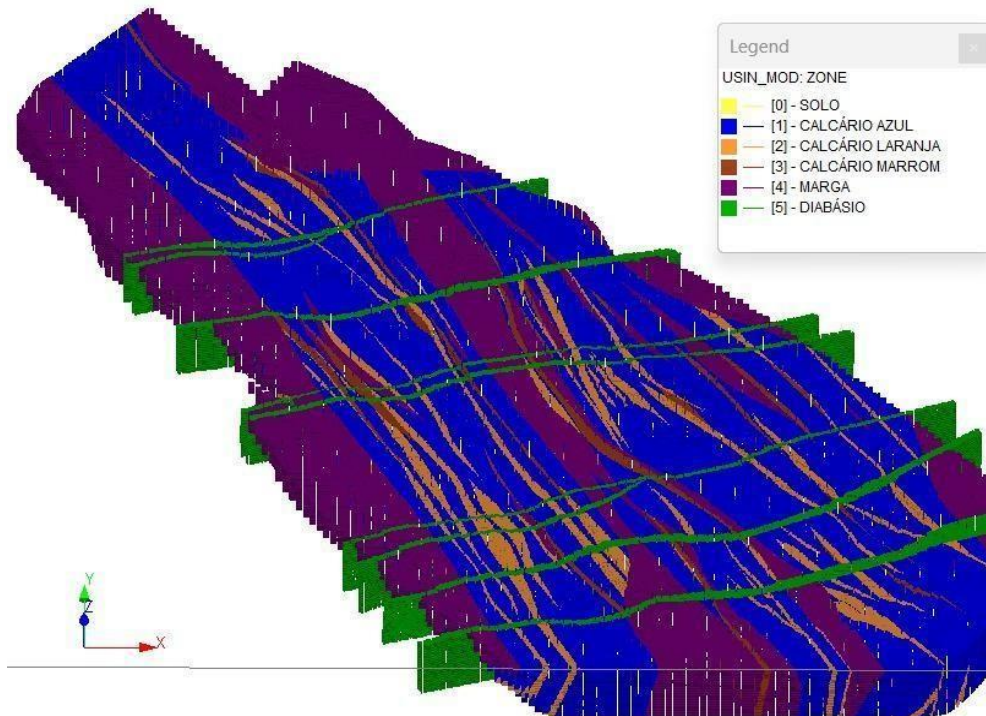 Legend
USIN_MOD: ZONE
[0] - SOLO
[1] - CALCÁRIO AZUL
[2] - CALCÁRIO LARANJA
[3] - CALCÁRIO MARROM
[4] - MARGA
[5] - DIABÁSIO
Y
Z
X